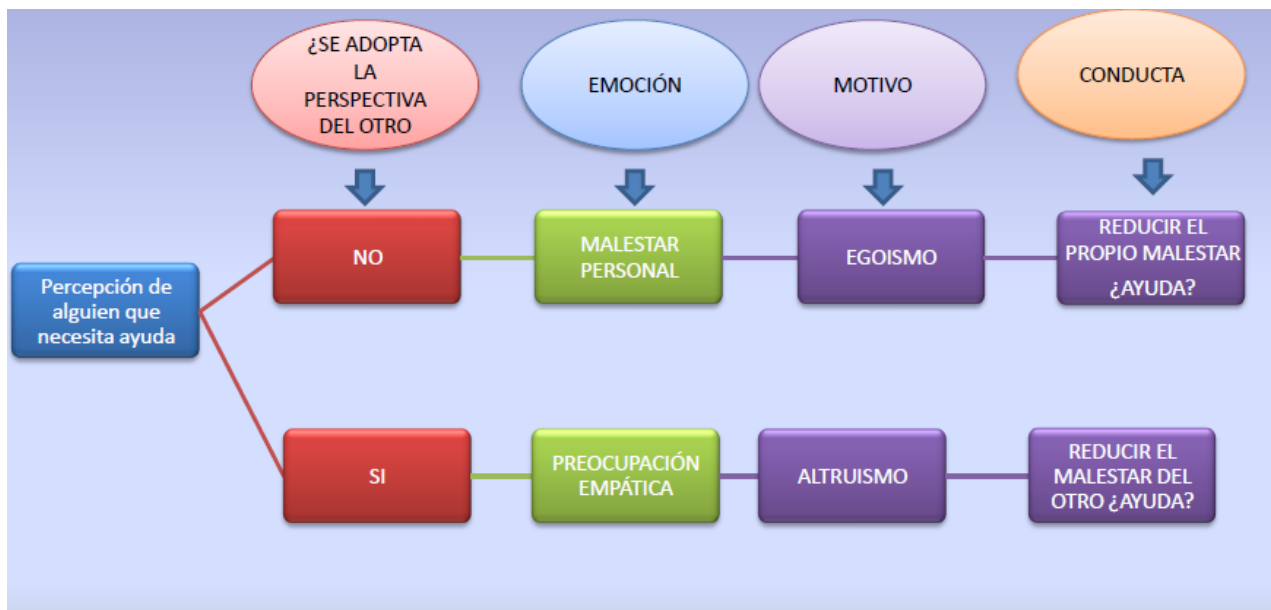 ¿SE ADOPTA
LA
PERSPECTIVA
DEL OTRO
EMOCIÓN
MOTIVO
CONDUCTA
NO
MALESTAR
PERSONAL
EGOISMO
REDUCIR EL
PROPIO MALESTAR
¿AYUDA?
Percepción de
alguien que
necesita ayuda
SI
PREOCUPACIÓN
EMPÁTICA
ALTRUISMO
REDUCIR EL
MALESTAR DEL
OTRO ¿AYUDA?